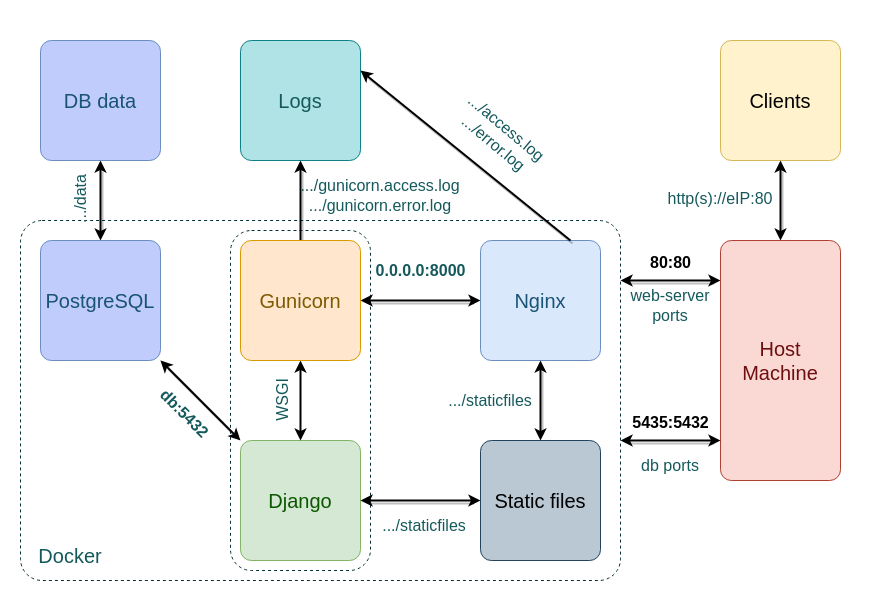 DB data
Logs
Clients
.../access.log
.../error.log
.../data
.../gunicorn.access.log
.../gunicorn.error.log
http(s)://eIP:80
PostgreSQL
Gunicorn
0.0.0.0:8000
Nginx
80:80
web-server
ports
Host
Machine
db:5432
WSGI
.../staticfiles
5435:5432
db ports
Django
.../staticfiles
Static files
Docker